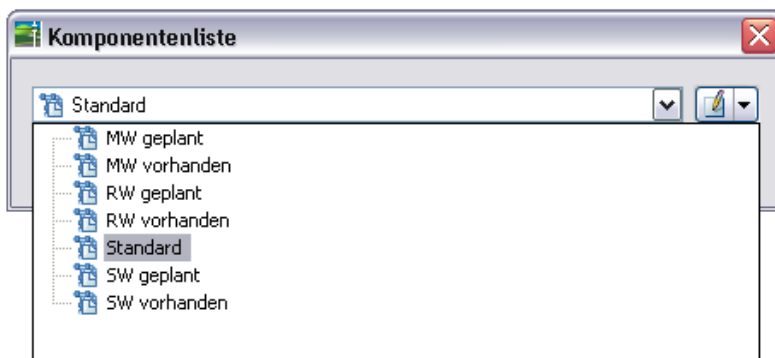 Komponentenliste
Standard
MW geplant
MW vorhanden
RW geplant
RW vorhanden
Standard
SW geplant
SW vorhanden